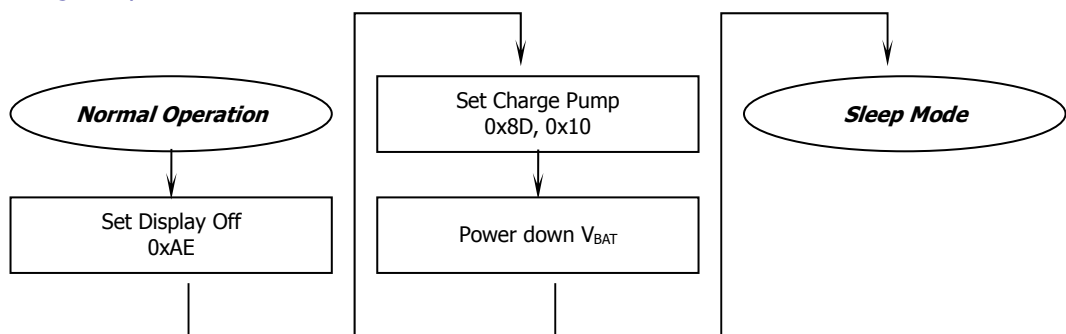 Normal Operation
Set Display Off
0xAE
Set Charge Pump
0x8D, 0x10
Power down VBAT
Sleep Mode